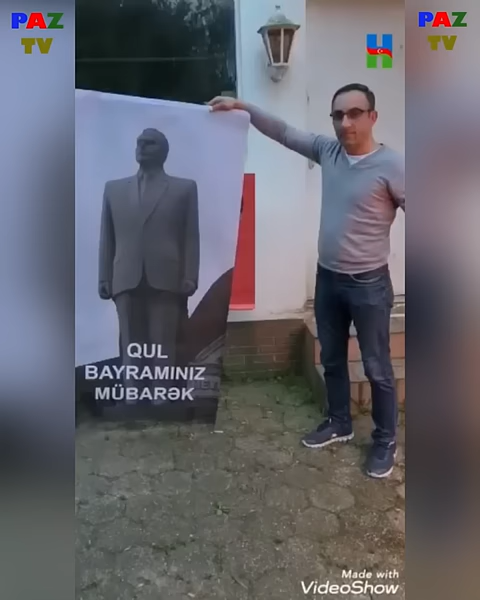 PAZ
TV
PAZ
TV
QUL
BAYRAMINIZ
MÜBARƏK
Made with
VideoShow